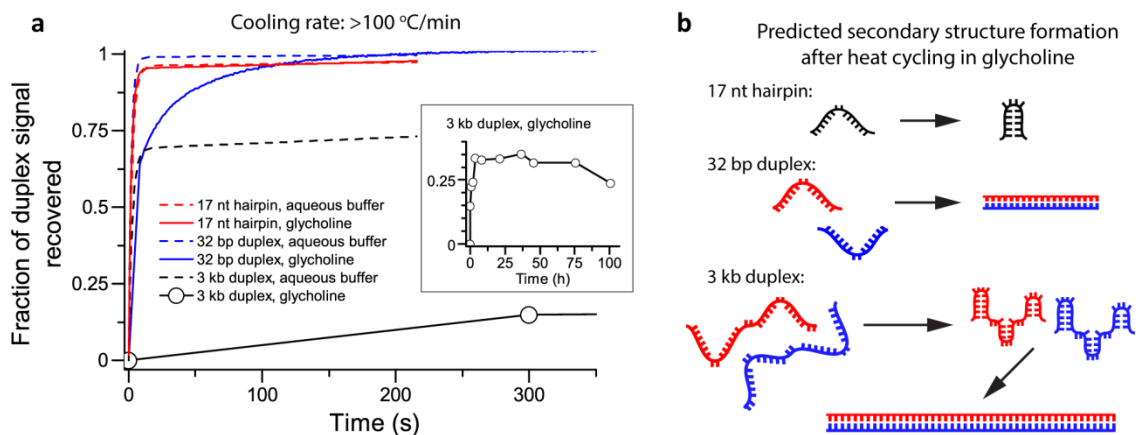 a
Cooling rate: >100 °C/min
Fraction of duplex signal
recovered
1
0.75
0.5
0.25
0
17 nt hairpin, aqueous buffer
17 nt hairpin, glycholine
32 bp duplex, aqueous buffer
32 bp duplex, glycholine
3 kb duplex, aqueous buffer
3 kb duplex, glycholine
3 kb duplex, glycholine
0.25
0
0 25 50 75 100
Time (h)
0 100 200 300
Time (s)
b
Predicted secondary structure formation
after heat cycling in glycholine
17 nt hairpin:
32 bp duplex:
3 kb duplex: